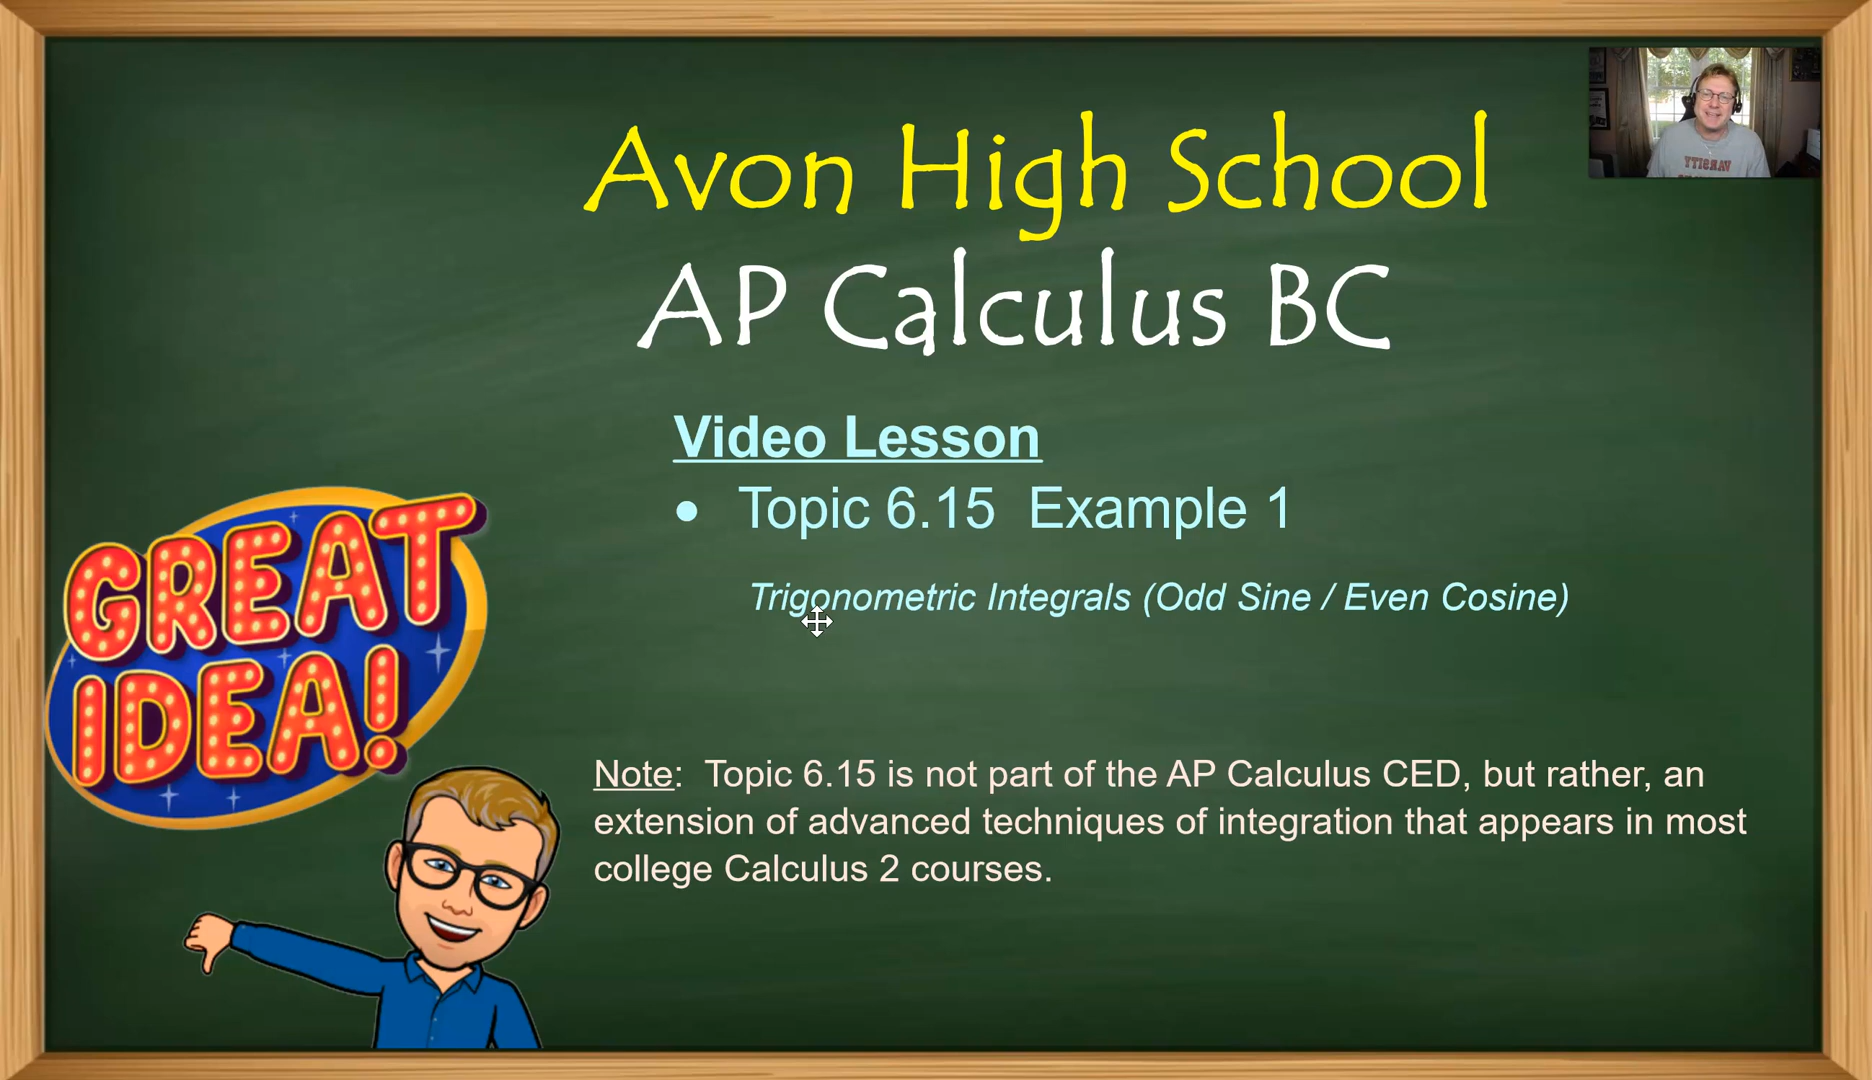 Avon High School
AP Calculus BC
Video Lesson
• Topic 6.15 Example 1
Trigonometric Integrals (Odd Sine / Even Cosine)
GREAT
IDEA!
Note: Topic 6.15 is not part of the AP Calculus CED, but rather, an
extension of advanced techniques of integration that appears in most
college Calculus 2 courses.
VARSITY